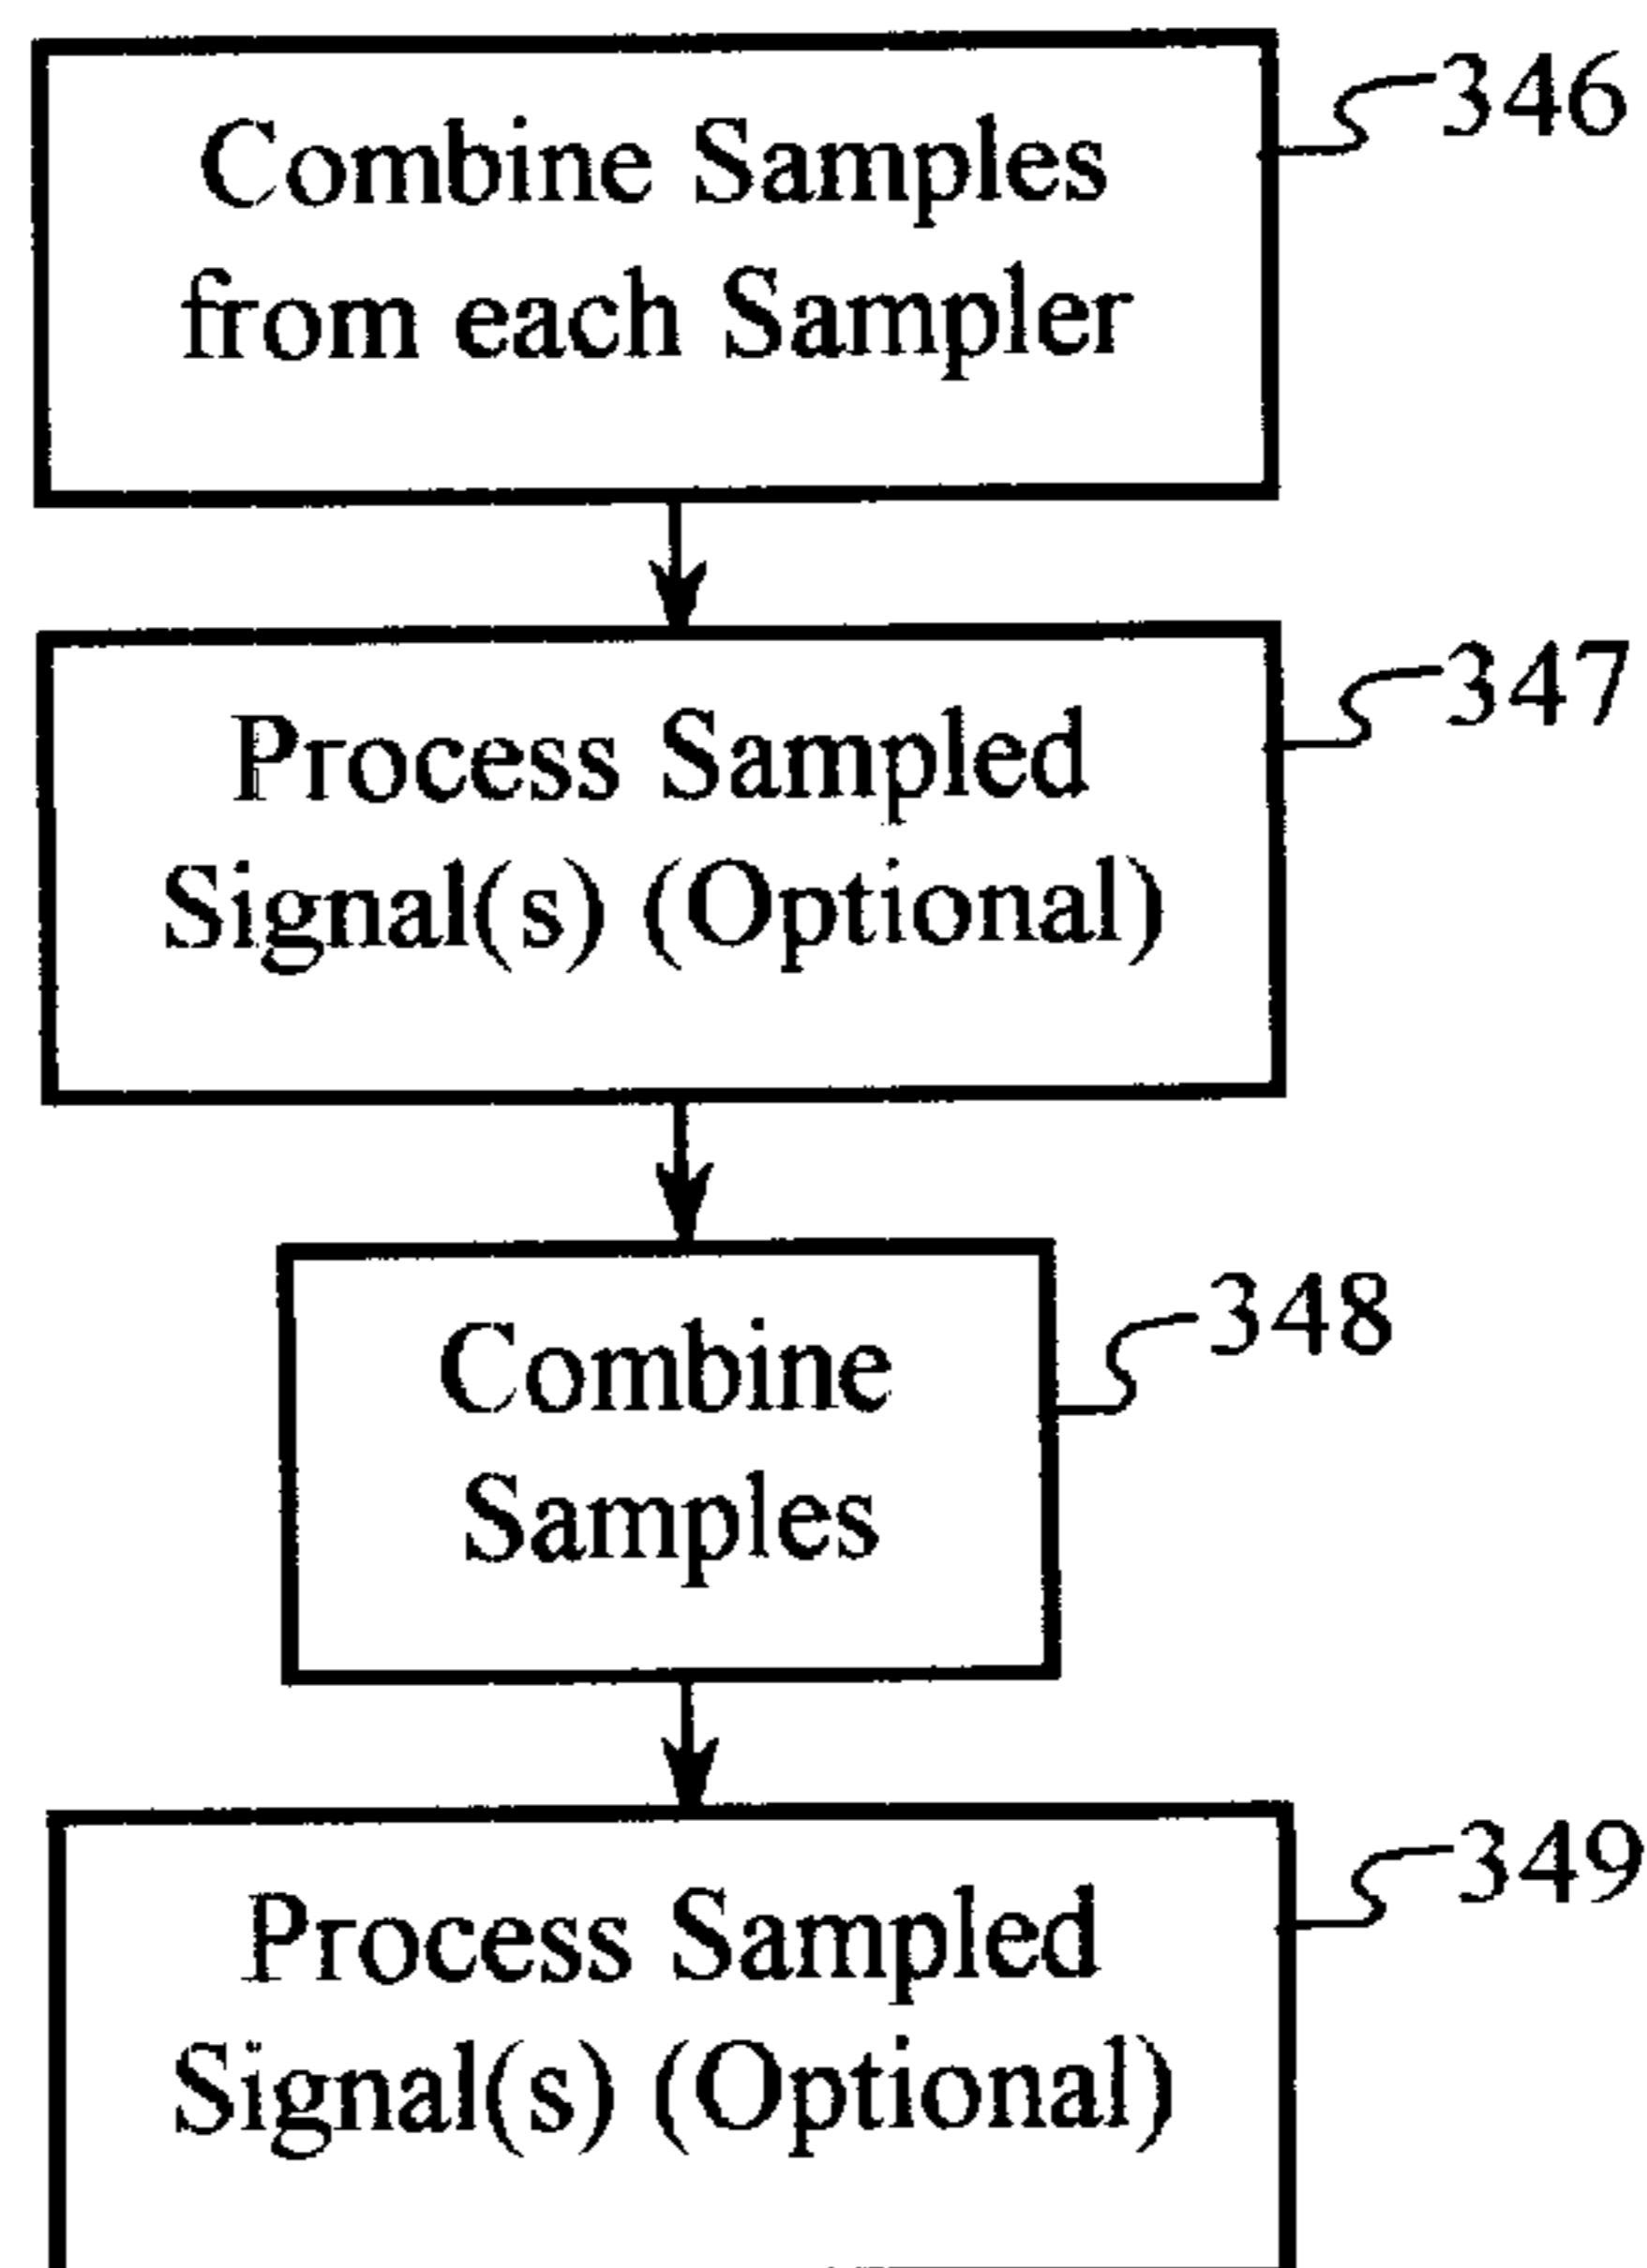 Combine Samples
from each Sampler
346
Process Sampled
Signal(s) (Optional)
347
Combine
Samples
348
Process Sampled
Signal(s) (Optional)
349